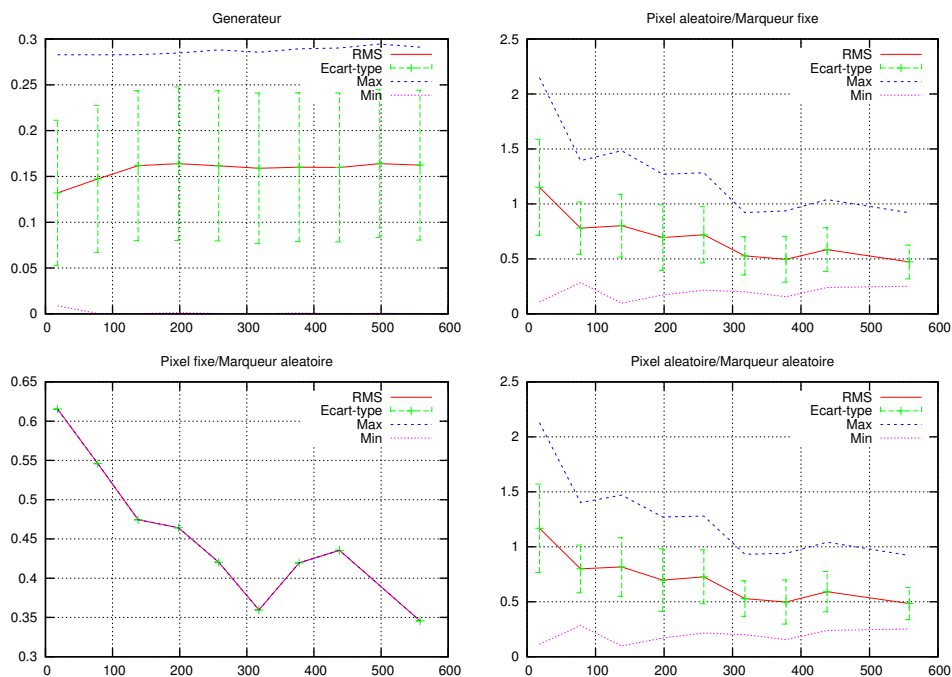 Generateur
0.3
0.25
0.2
0.15
0.1
0.05
0
0 100 200 300 400 500 600
RMS
Ecart-type
Max
Min
Pixel aleatoire/Marqueur fixe
2.5
2
1.5
1
0.5
0
0 100 200 300 400 500 600
RMS
Ecart-type
Max
Min
Pixel fixe/Marqueur aleatoire
0.65
0.6
0.55
0.5
0.45
0.4
0.35
0.3
0 100 200 300 400 500 600
RMS
Ecart-type
Max
Min
Pixel aleatoire/Marqueur aleatoire
2.5
2
1.5
1
0.5
0
0 100 200 300 400 500 600
RMS
Ecart-type
Max
Min